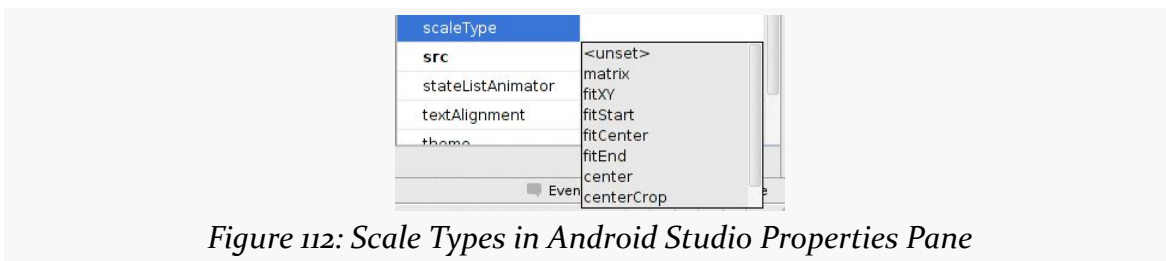 scaleType
src
<unset>
matrix
stateListAnimator
fitXY
textAlignment
fitStart
fitCenter
fitEnd
center
Even
centerCrop
Figure 112: Scale Types in Android Studio Properties Pane